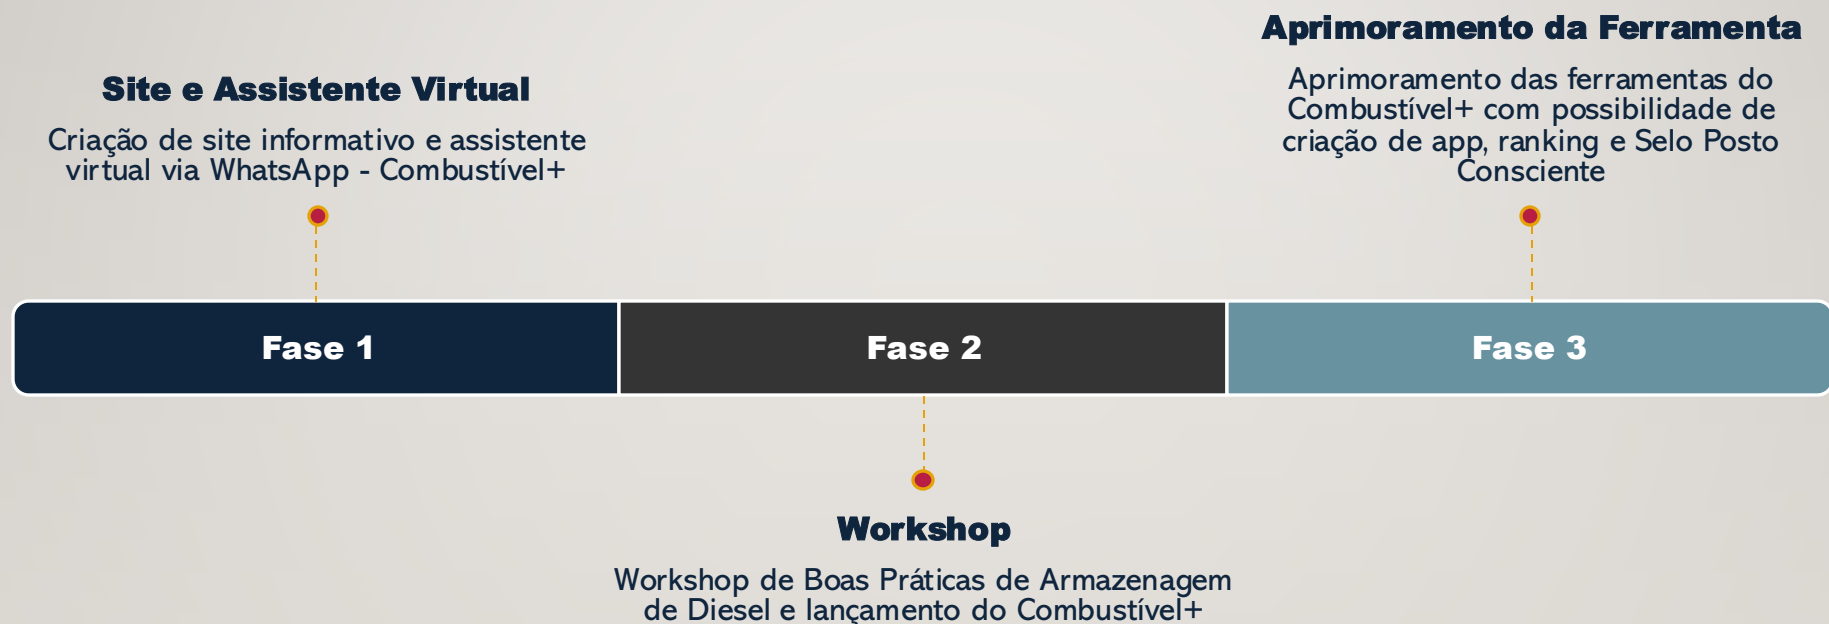 Site e Assistente Virtual
Criação de site informativo e assistente
virtual via WhatsApp - Combustível+
Aprimoramento da Ferramenta
Aprimoramento das ferramentas do
Combustível+ com possibilidade de
criação de app, ranking e Selo Posto
Consciente
Fase 1
Fase 2
Fase 3
Workshop
Workshop de Boas Práticas de Armazenagem
de Diesel e lançamento do Combustível+